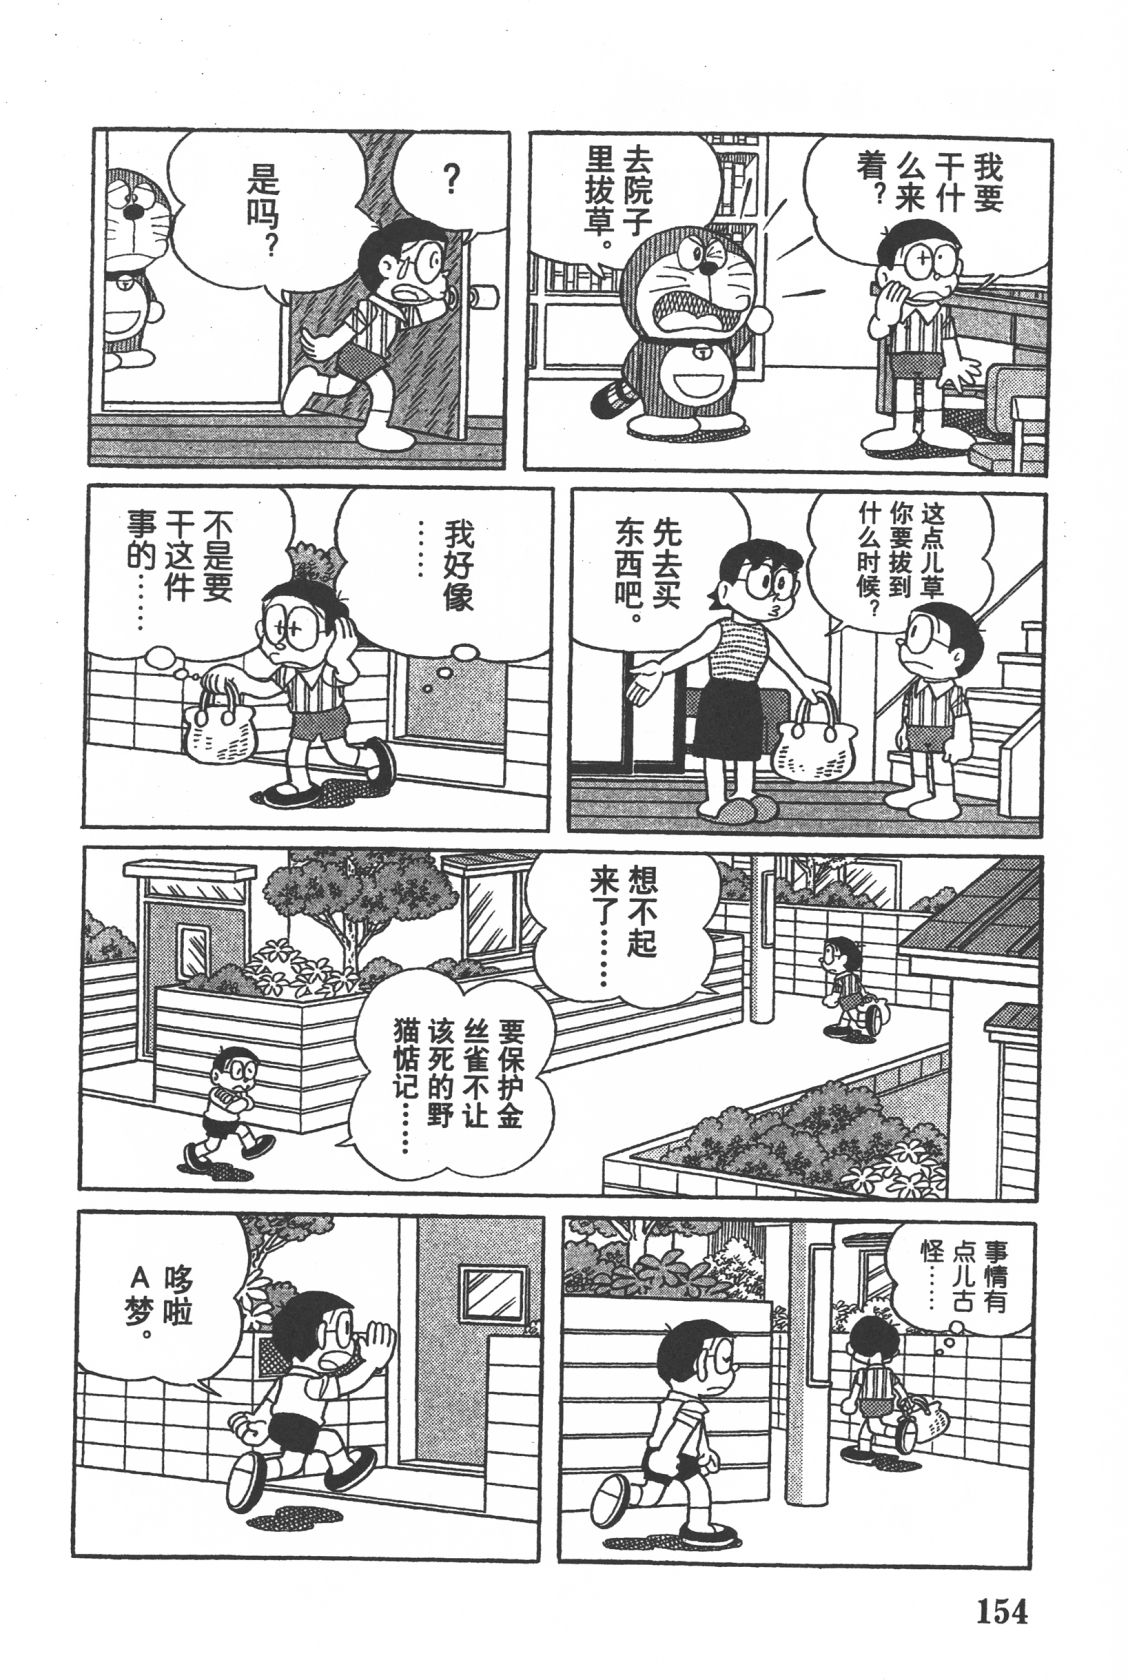 我要
干什
么来
着？
去院子
里拔草。
？
是吗？
这点儿草
你要拔到
什么时候？
先去买
东西吧。
我好像
……
不是要
干这件
事的……
想不起
来了……
要保护金
丝雀不让
该死的野
猫惦记……
事情有
点儿古
怪……
哆啦
A梦。
154